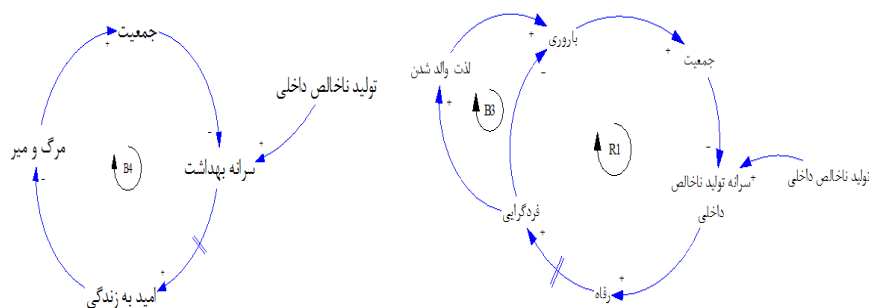 جمعیت
تولید ناخالص داخلی
سرانه بهداشت
امید به زندگی
مرگ و میر
B4
+
-
+
+
-
باروری
جمعیت
تولید ناخالص داخلی
سرانه تولید ناخالص
داخلی
رفاه
فردگرایی
لذت والد شدن
B3
R1
+
-
+
-
+
+
+
+